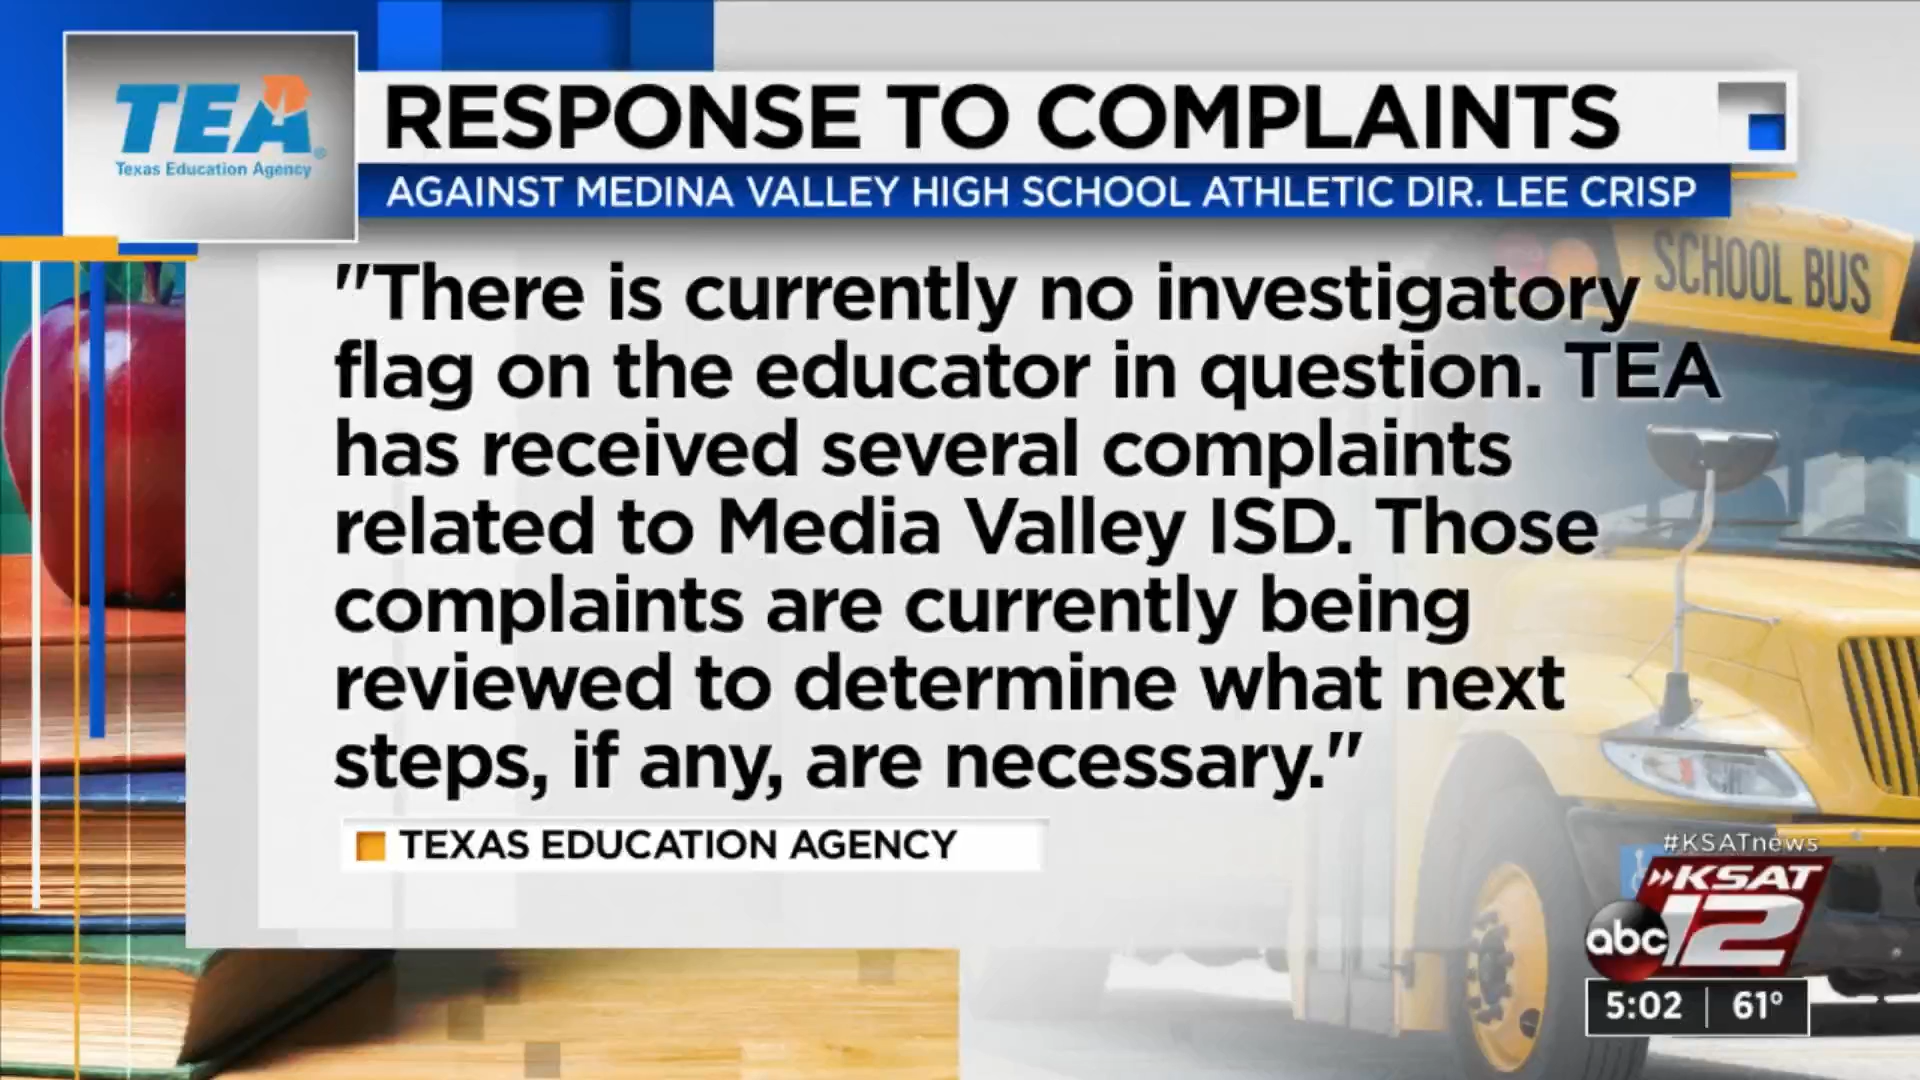 TEA
Texas Education Agency
RESPONSE TO COMPLAINTS
AGAINST MEDINA VALLEY HIGH SCHOOL ATHLETIC DIR. LEE CRISP
SCHOOL BUS
"There is currently no investigatory
flag on the educator in question. TEA
has received several complaints
related to Media Valley ISD. Those
complaints are currently being
reviewed to determine what next
steps, if any, are necessary."
TEXAS EDUCATION AGENCY
#KSATnews
KSAT
abc 12
5:02 61°